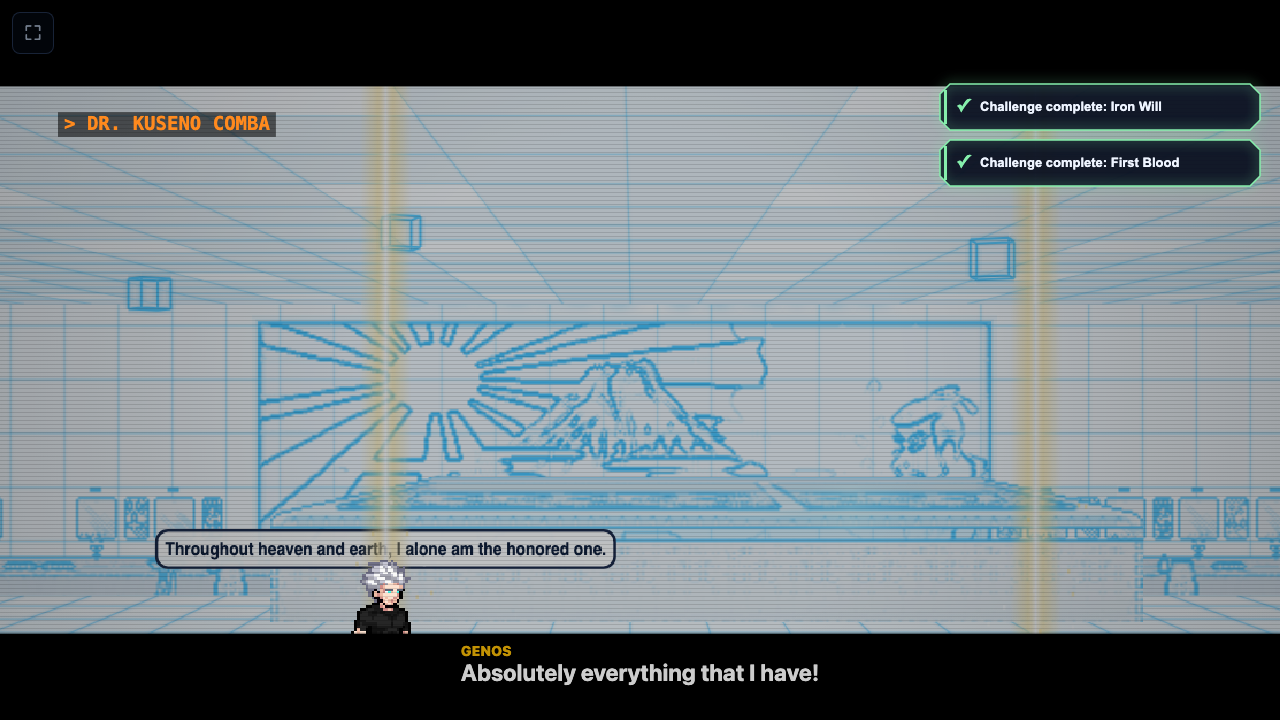 > DR. KUSENO COMBA
Challenge complete: Iron Will
Challenge complete: First Blood
Throughout heaven and earth, I alone am the honored one.
GENOS
Absolutely everything that I have!